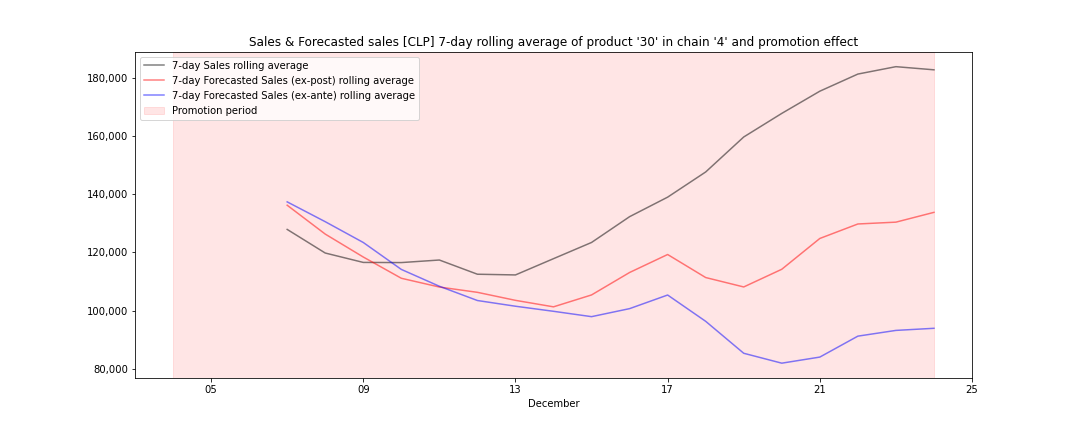 Sales & Forecasted sales [CLP] 7-day rolling average of product '30' in chain '4' and promotion effect
7-day Sales rolling average
7-day Forecasted Sales (ex-post) rolling average
7-day Forecasted Sales (ex-ante) rolling average
Promotion period
180,000
160,000
140,000
120,000
100,000
80,000
05 09 13 17 21 25
December